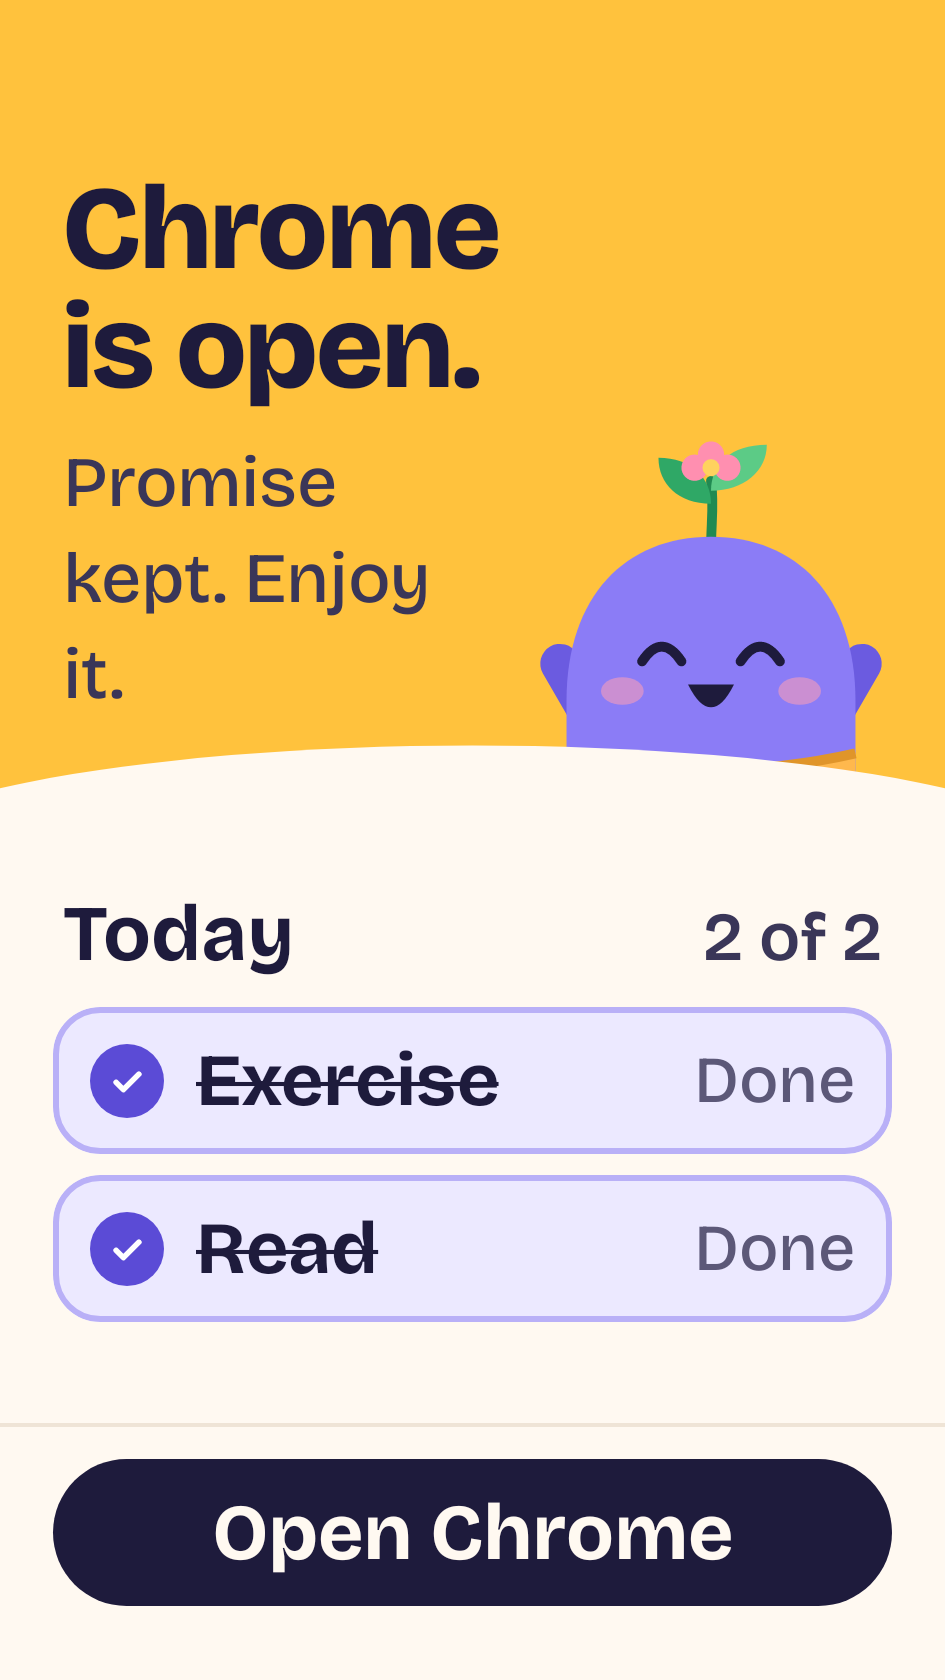 Chrome
is open.
Promise
kept. Enjoy
it.
Today
2 of 2
Exercise
Done
Read
Done
Open Chrome